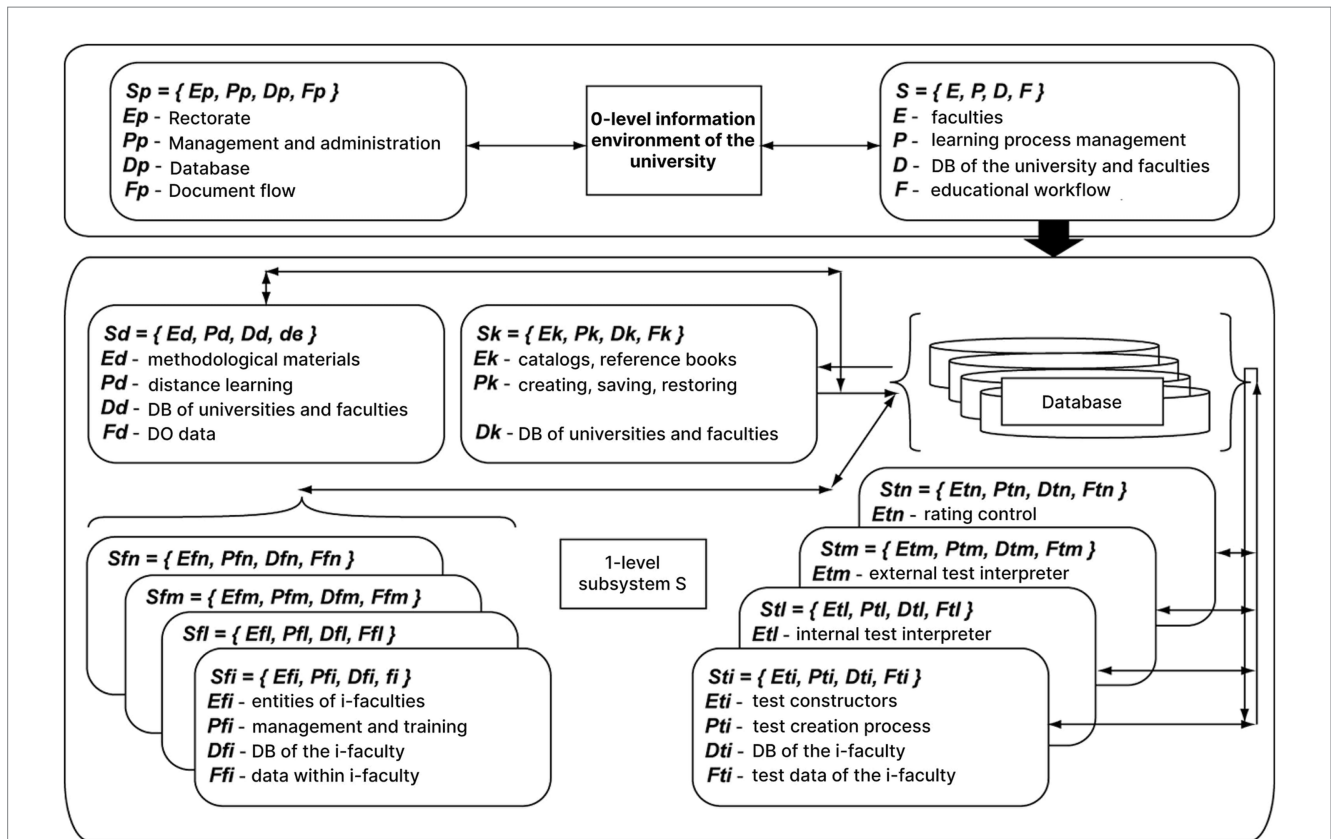 Sp = { Ep, Pp, Dp, Fp }
Ep - Rectorate
Pp - Management and administration
Dp - Database
Fp - Document flow
0-level information
environment of the
university
S = { E, P, D, F }
E - faculties
P - learning process management
D - DB of the university and faculties
F - educational workflow
Sd = { Ed, Pd, Dd, dв }
Ed - methodological materials
Pd - distance learning
Dd - DB of universities and faculties
Fd - DO data
Sk = { Ek, Pk, Dk, Fk }
Ek - catalogs, reference books
Pk - creating, saving, restoring
Dk - DB of universities and faculties
Database
Sfn = { Efn, Pfn, Dfn, Ffn }
Sfm = { Efm, Pfm, Dfm, Ffm }
Sfl = { Efl, Pfl, Dfl, Ffl }
Sfi = { Efi, Pfi, Dfi, fi }
Efi - entities of i-faculties
Pfi - management and training
Dfi - DB of the i-faculty
Ffi - data within i-faculty
1-level
subsystem S
Stn = { Etn, Ptn, Dtn, Ftn }
Etn - rating control
Stm = { Etm, Ptm, Dtm, Ftm }
Etm - external test interpreter
Stl = { Etl, Ptl, Dtl, Ftl }
Etl - internal test interpreter
Sti = { Eti, Pti, Dti, Fti }
Eti - test constructors
Pti - test creation process
Dti - DB of the i-faculty
Fti - test data of the i-faculty